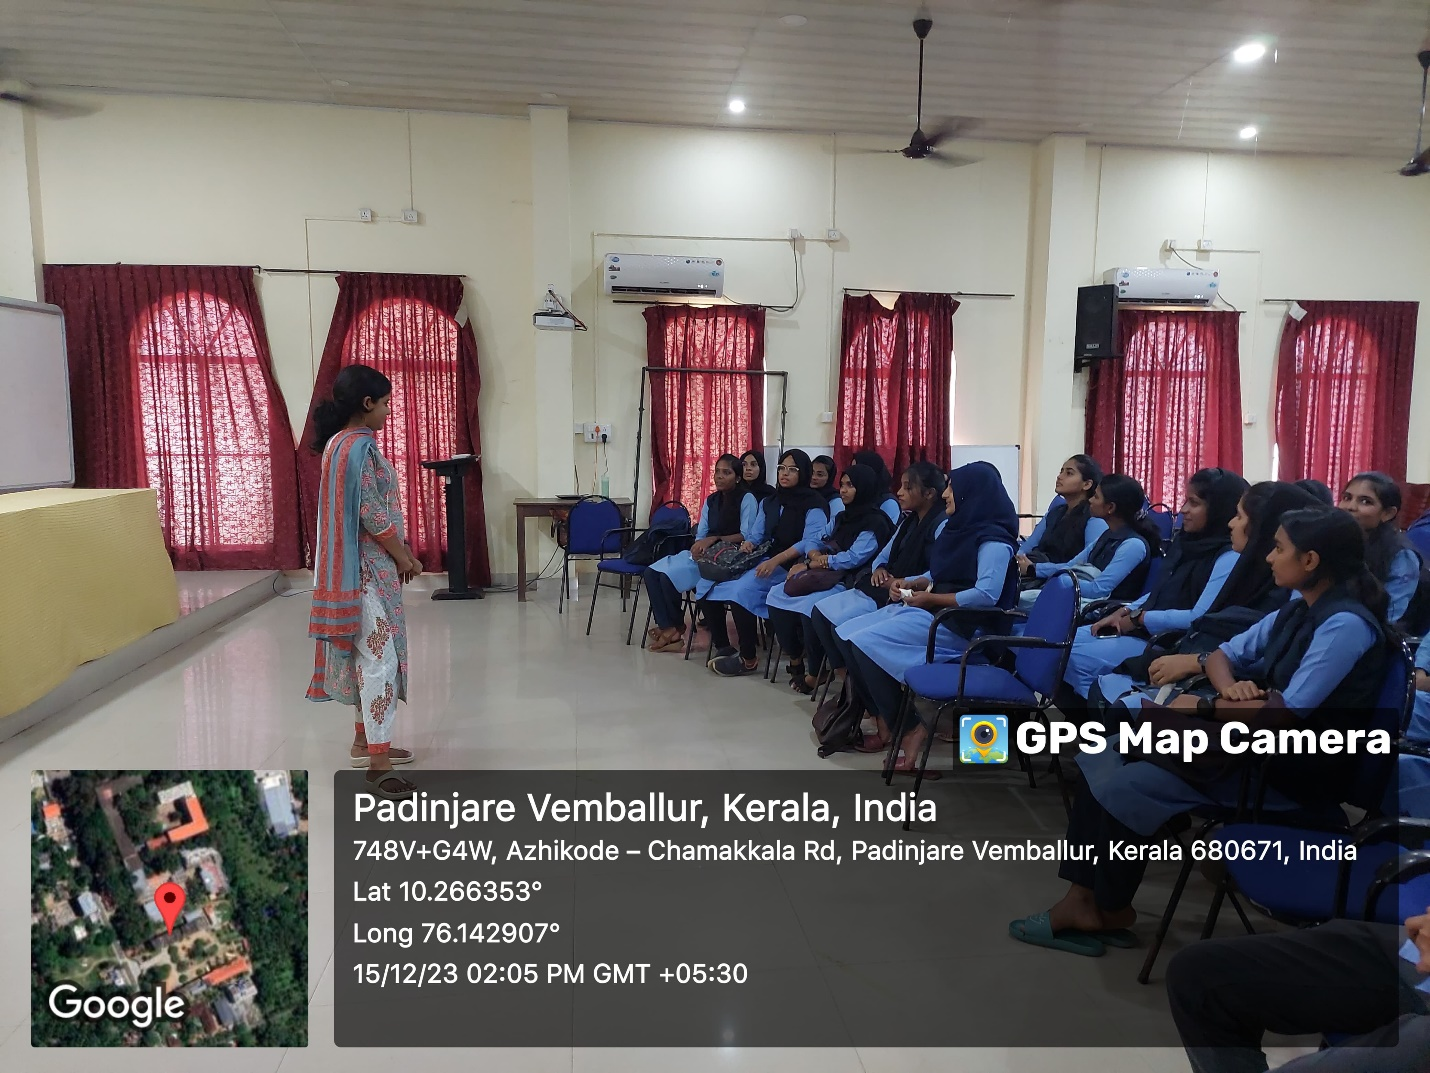 GPS Map Camera
Padinjare Vemballur, Kerala, India
748V+G4W, Azhikode – Chamakkala Rd, Padinjare Vemballur, Kerala 680671, India
Lat 10.266353°
Long 76.142907°
15/12/23 02:05 PM GMT +05:30
Google